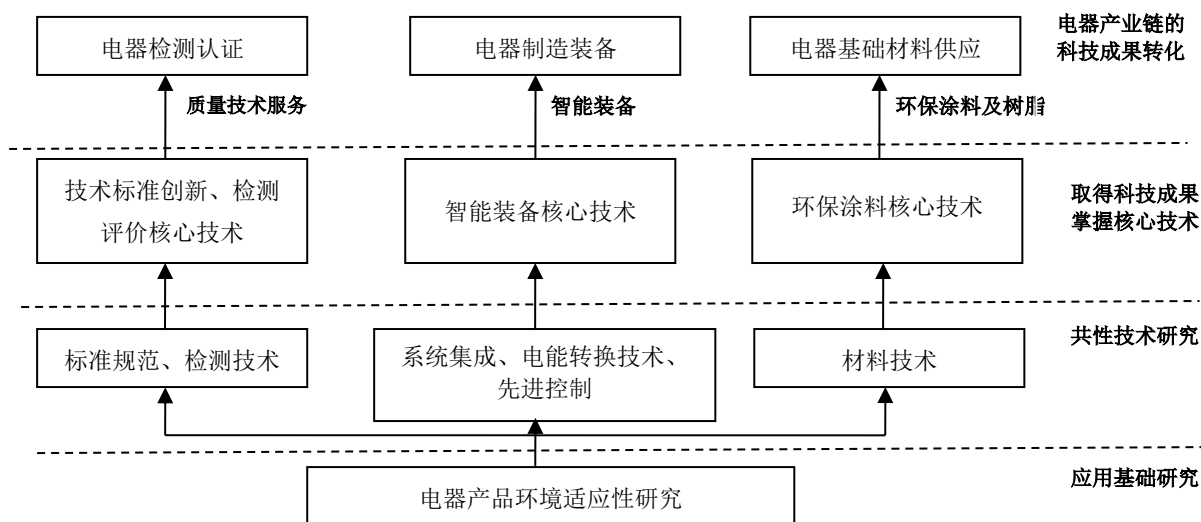 电器检测认证
电器制造装备
电器基础材料供应
电器产业链的
科技成果转化
质量技术服务
智能装备
环保涂料及树脂
技术标准创新、检测
评价核心技术
智能装备核心技术
环保涂料核心技术
取得科技成果
掌握核心技术
标准规范、检测技术
系统集成、电能转换技术、
先进控制
材料技术
共性技术研究
电器产品环境适应性研究
应用基础研究